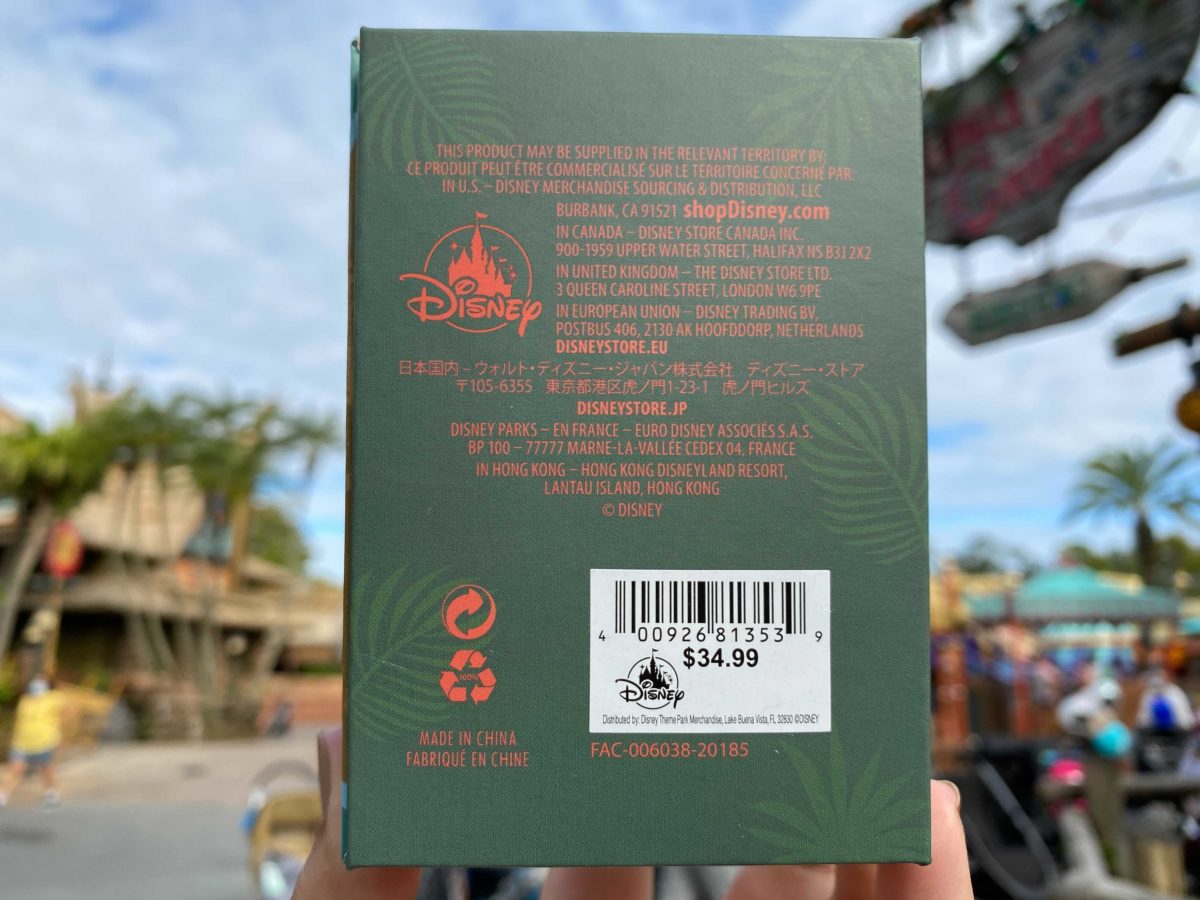 THIS PRODUCT MAY BE SUPPLIED IN THE RELEVANT TERRITORY BY:
CE PRODUIT PEUT ÊTRE COMMERCIALISÉ SUR LE TERRITOIRE CONCERNÉ PAR:
IN U.S. – DISNEY MERCHANDISE SOURCING & DISTRIBUTION, LLC
BURBANK, CA 91521 shopDisney.com
IN CANADA – DISNEY STORE CANADA INC.
900-1959 UPPER WATER STREET, HALIFAX NS B3J 2X2
IN UNITED KINGDOM – THE DISNEY STORE LTD.
3 QUEEN CAROLINE STREET, LONDON W6 9PE
IN EUROPEAN UNION – DISNEY TRADING BV,
POSTBUS 406, 2130 AK HOOFDDORP, NETHERLANDS
DISNEYSTORE.EU
Disney
日本国内 – ウォルト・ディズニー・ジャパン株式会社 ディズニー・ストア
〒105-6355 東京都港区虎ノ門1-23-1 虎ノ門ヒルズ
DISNEYSTORE.JP
DISNEY PARKS – EN FRANCE – EURO DISNEY ASSOCIÉS S.A.S.
BP 100 – 77777 MARNE-LA-VALLÉE CEDEX 04, FRANCE
IN HONG KONG – HONG KONG DISNEYLAND RESORT,
LANTAU ISLAND, HONG KONG
© DISNEY
4 00926 81353 9
$34.99
Disney
Distributed by: Disney Theme Park Merchandise, Lake Buena Vista, FL 32830 ©DISNEY
100%
MADE IN CHINA
FABRIQUÉ EN CHINE
FAC-006038-20185